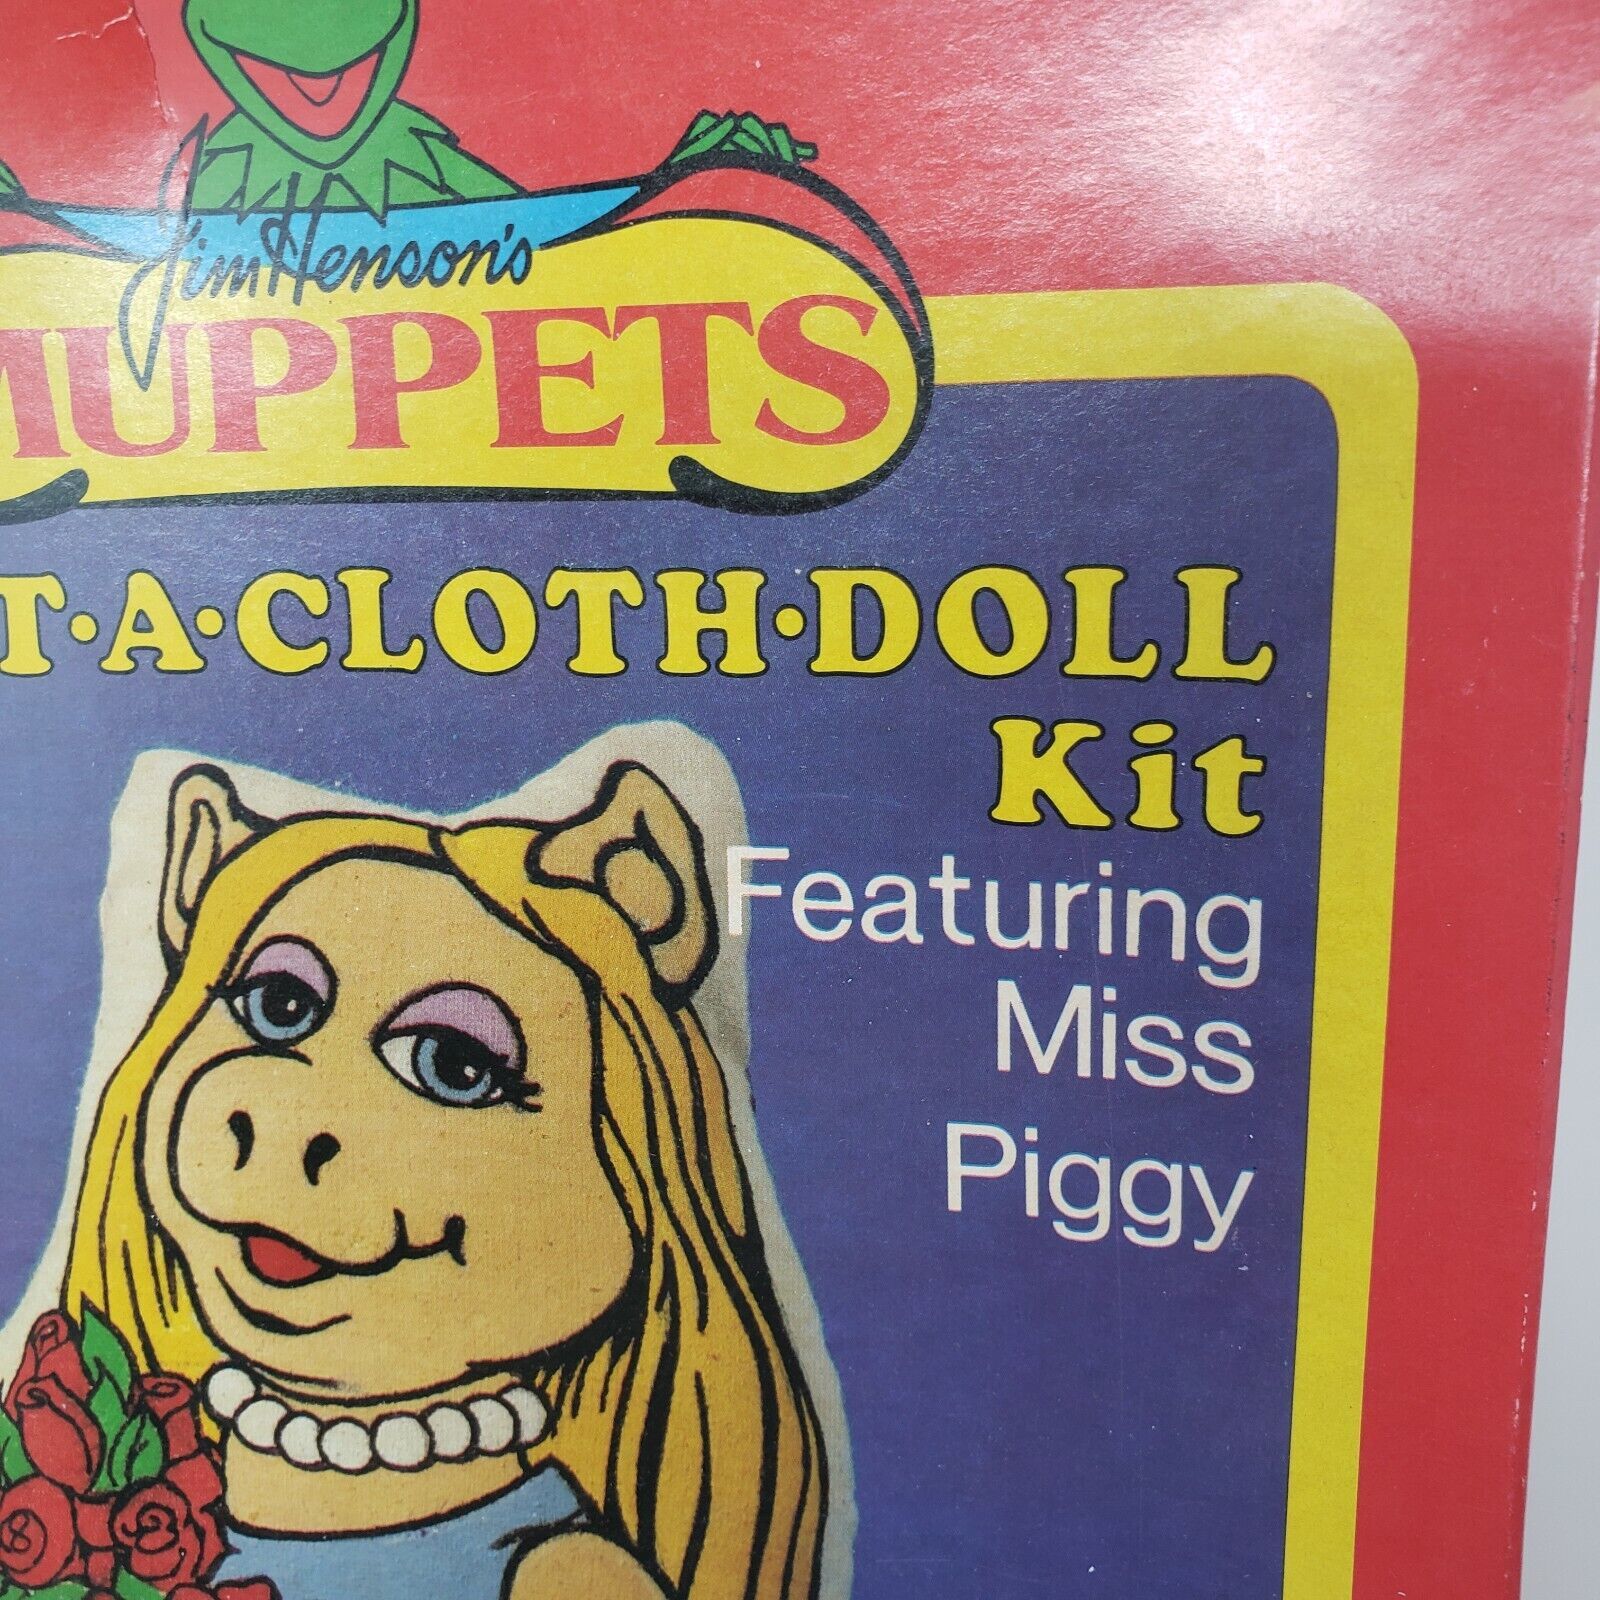 Jim Henson's
MUPPETS
T·A·CLOTH·DOLL
Kit
Featuring
Miss
Piggy